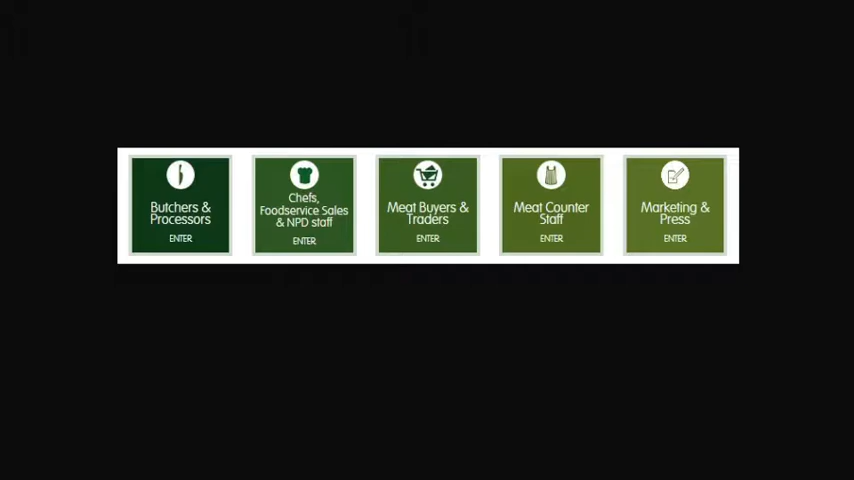 Butchers &
Processors
ENTER
Chefs,
Foodservice Sales
& NPD staff
ENTER
Meat Buyers &
Traders
ENTER
Meat Counter
Staff
ENTER
Marketing &
Press
ENTER